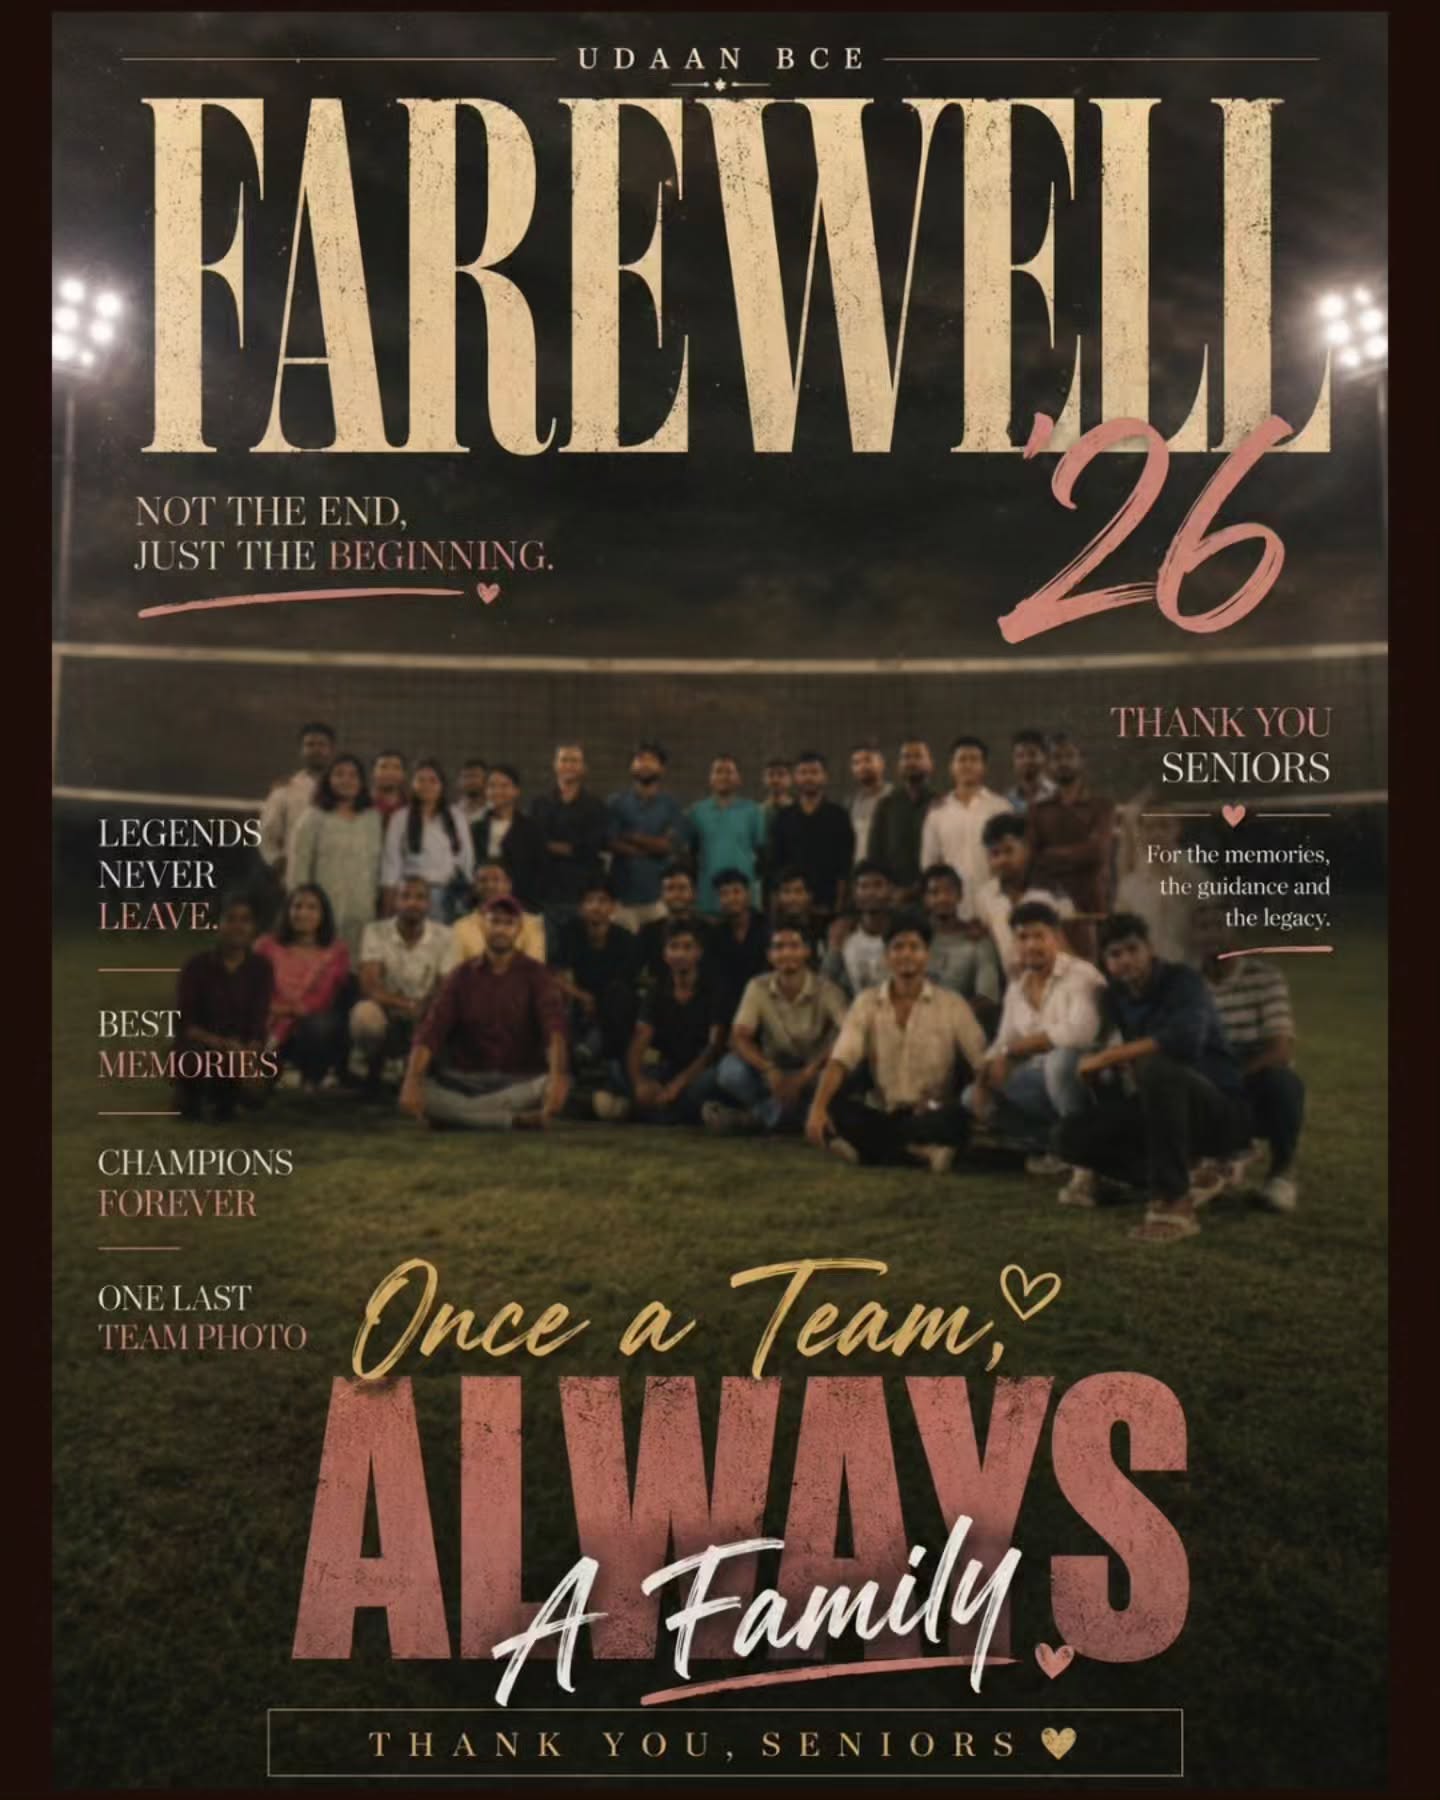 UDAAN BCE
FAREWELL
'26
NOT THE END,
JUST THE BEGINNING.
THANK YOU
SENIORS
For the memories,
the guidance and
the legacy.
LEGENDS
NEVER
LEAVE.
BEST
MEMORIES
CHAMPIONS
FOREVER
ONE LAST
TEAM PHOTO
Once a Team,
ALWAYS
A Family
THANK YOU, SENIORS